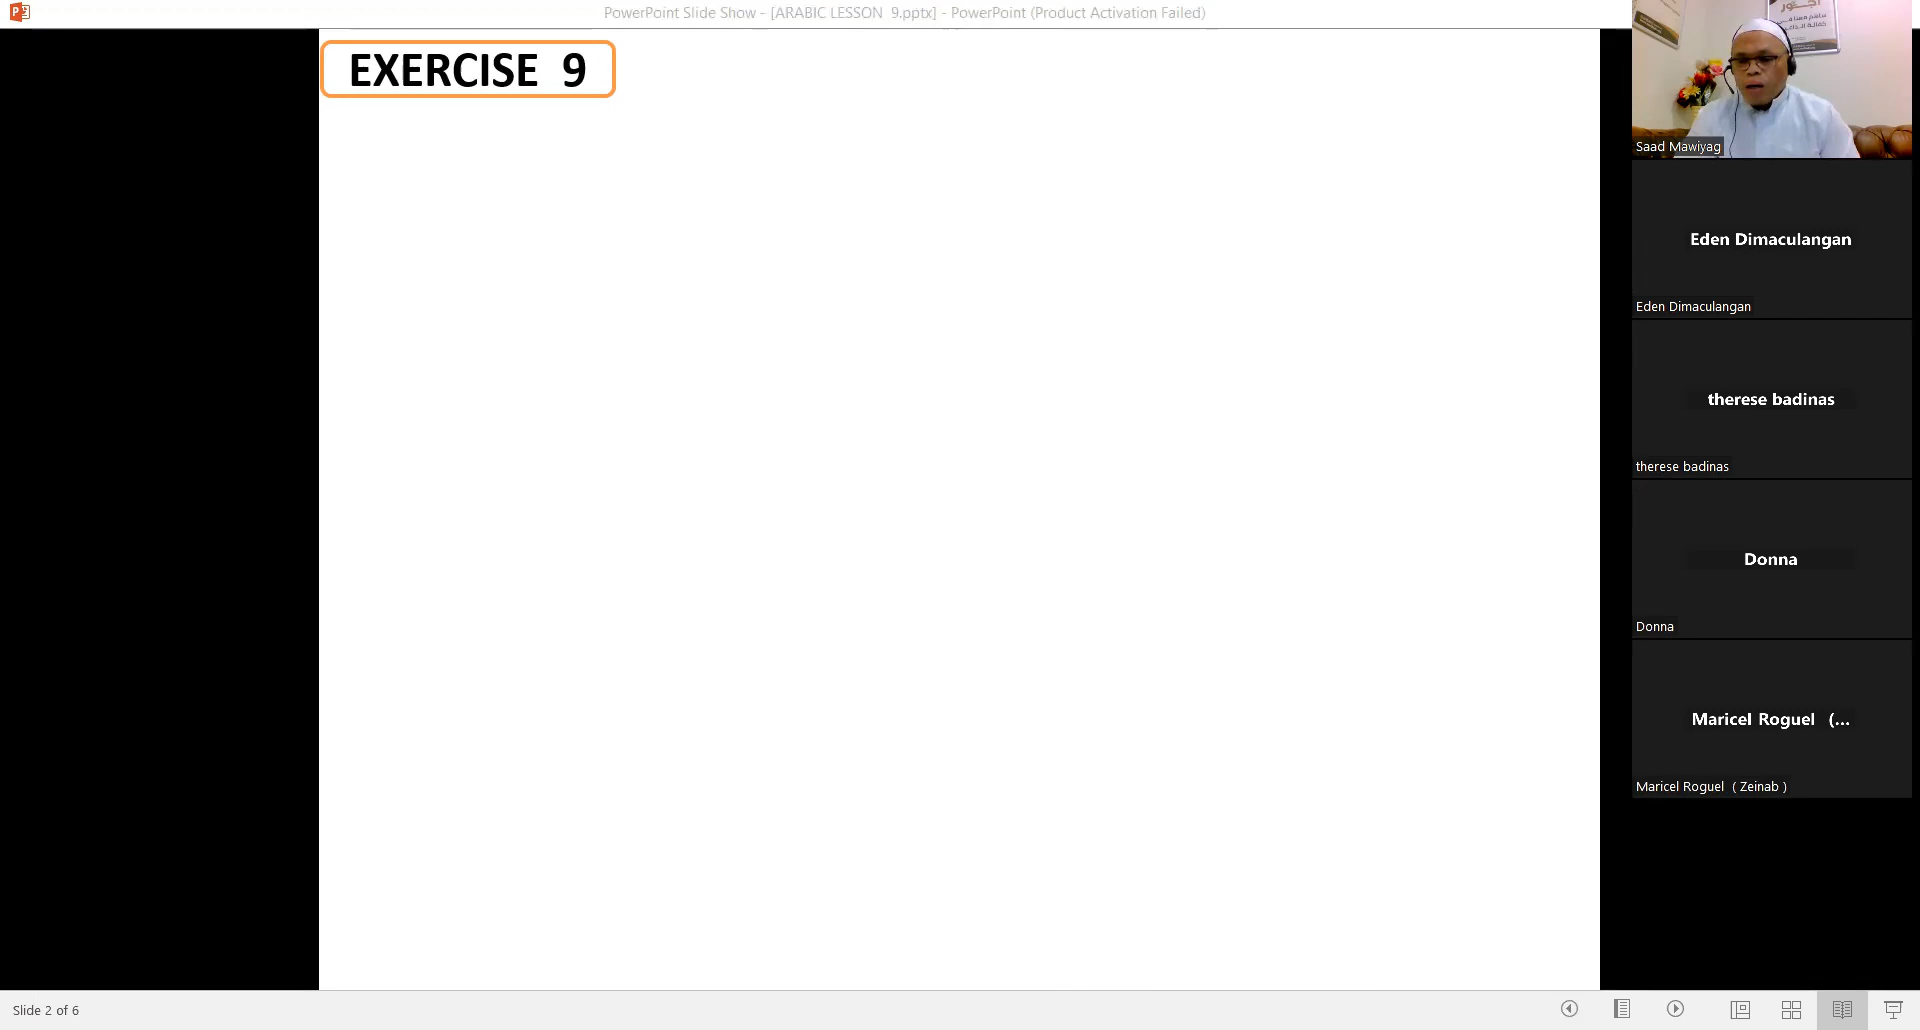 PowerPoint Slide Show - [ARABIC LESSON  9.pptx] - PowerPoint (Product Activation Failed)
EXERCISE  9
Saad Mawiyag
Eden Dimaculangan
Eden Dimaculangan
therese badinas
therese badinas
Donna
Donna
Maricel Roguel  (...
Maricel Roguel  ( Zeinab )
Slide 2 of 6